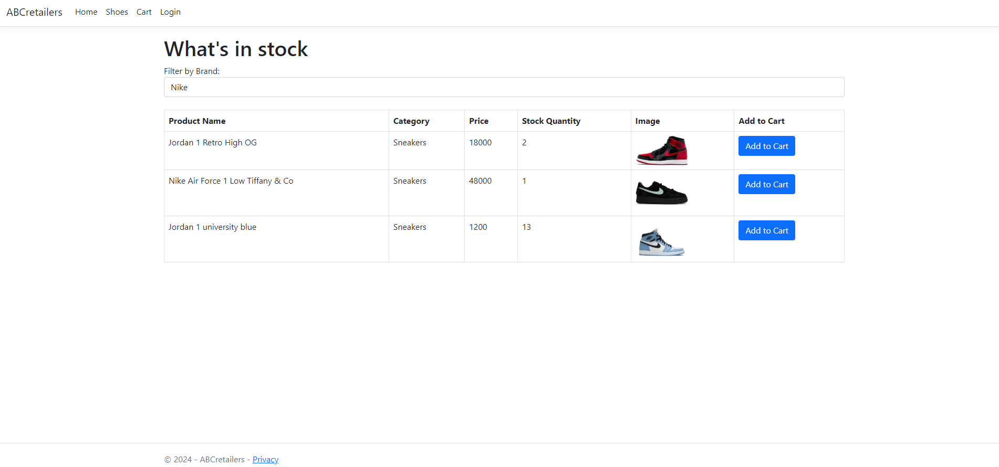 ABCretailers Home Shoes Cart Login
What's in stock
Filter by Brand:
Nike
Product Name Category Price Stock Quantity Image Add to Cart
Jordan 1 Retro High OG Sneakers 18000 2 Add to Cart
Nike Air Force 1 Low Tiffany & Co Sneakers 48000 1 Add to Cart
Jordan 1 university blue Sneakers 1200 13 Add to Cart
© 2024 - ABCretailers - Privacy